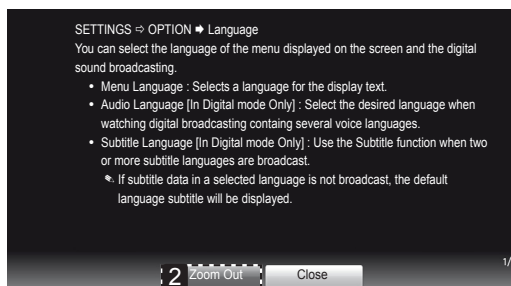 SETTINGS ⇨ OPTION ➡ Language
You can select the language of the menu displayed on the screen and the digital
sound broadcasting.
• Menu Language : Selects a language for the display text.
• Audio Language [In Digital mode Only] : Select the desired language when
watching digital broadcasting containg several voice languages.
• Subtitle Language [In Digital mode Only] : Use the Subtitle function when two
or more subtitle languages are broadcast.
✎ If subtitle data in a selected language is not broadcast, the default
language subtitle will be displayed.
1/
2 Zoom Out Close